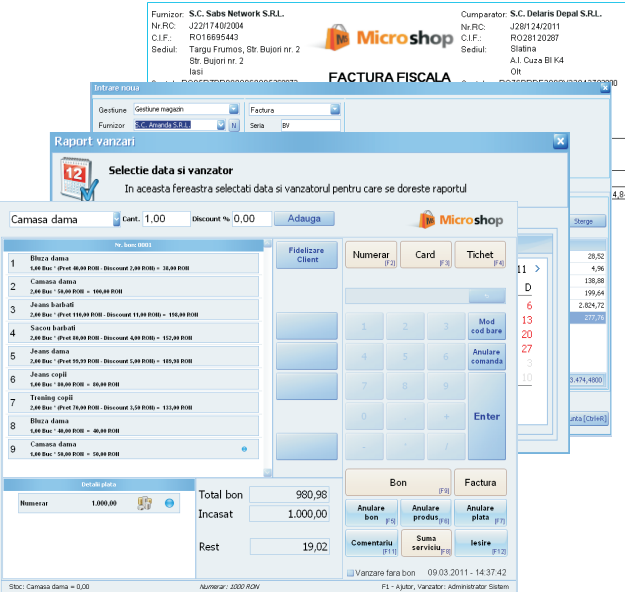 Furnizor: S.C. Sabs Network S.R.L.
Nr.RC: J22/1740/2004
C.I.F.: RO16695443
Sediul: Targu Frumos, Str. Bujori nr. 2
Str. Bujori nr. 2
Iasi
Microshop
Cumparator: S.C. Delaris Depal S.R.L.
Nr.RC: J28/124/2011
C.I.F.: RO28120287
Sediul: Slatina
A.I. Cuza Bl K4
Olt
FACTURA FISCALA
Intrare noua
Gestiune Gestiune magazin Factura
Furnizor S.C. Amanda S.R.L. N Seria BV
Raport vanzari
Selectie data si vanzator
In aceasta fereastra selectati data si vanzatorul pentru care se doreste raportul
12
4,8
Sterge
28,52
4,96
138,88
199,64
2.824,72
277,76
3.474,4800
11 >
D
6
13
20
27
3
10
unta [Ctrl+R]
Camasa dama Cant. 1,00 Discount % 0,00 Adauga
Microshop
Nr. bon: 0001
1 Bluza dama
1,00 Buc * (Pret 40,00 RON - Discount 2,00 RON) = 38,00 RON
2 Camasa dama
2,00 Buc * 50,00 RON = 100,00 RON
3 Jeans barbati
2,00 Buc * (Pret 110,00 RON - Discount 11,00 RON) = 198,00 RON
4 Sacou barbati
2,00 Buc * (Pret 80,00 RON - Discount 4,00 RON) = 152,00 RON
5 Jeans dama
2,00 Buc * (Pret 99,99 RON - Discount 5,00 RON) = 189,98 RON
6 Jeans copii
1,00 Buc * 80,00 RON = 80,00 RON
7 Trening copii
2,00 Buc * (Pret 70,00 RON - Discount 3,50 RON) = 133,00 RON
8 Bluza dama
1,00 Buc * 40,00 RON = 40,00 RON
9 Camasa dama
1,00 Buc * 50,00 RON = 50,00 RON
Fidelizare
Client
Numerar [F2] Card [F3] Tichet [F4]
1 2 3 Mod cod bare
4 5 6 Anulare comanda
7 8 9 Enter
0 . +
- * /
Detalii plata
Numerar 1.000,00
Total bon 980,98
Incasat 1.000,00
Rest 19,02
Bon [F9] Factura
Anulare bon [F5] Anulare produs [F6] Anulare plata [F7]
Comentariu [F11] Suma serviciu [F8] Iesire [F12]
Vanzare fara bon 09.03.2011 - 14:37:42
Stoc: Camasa dama = 0,00 Numerar: 1000 RON F1 - Ajutor, Vanzator: Administrator Sistem